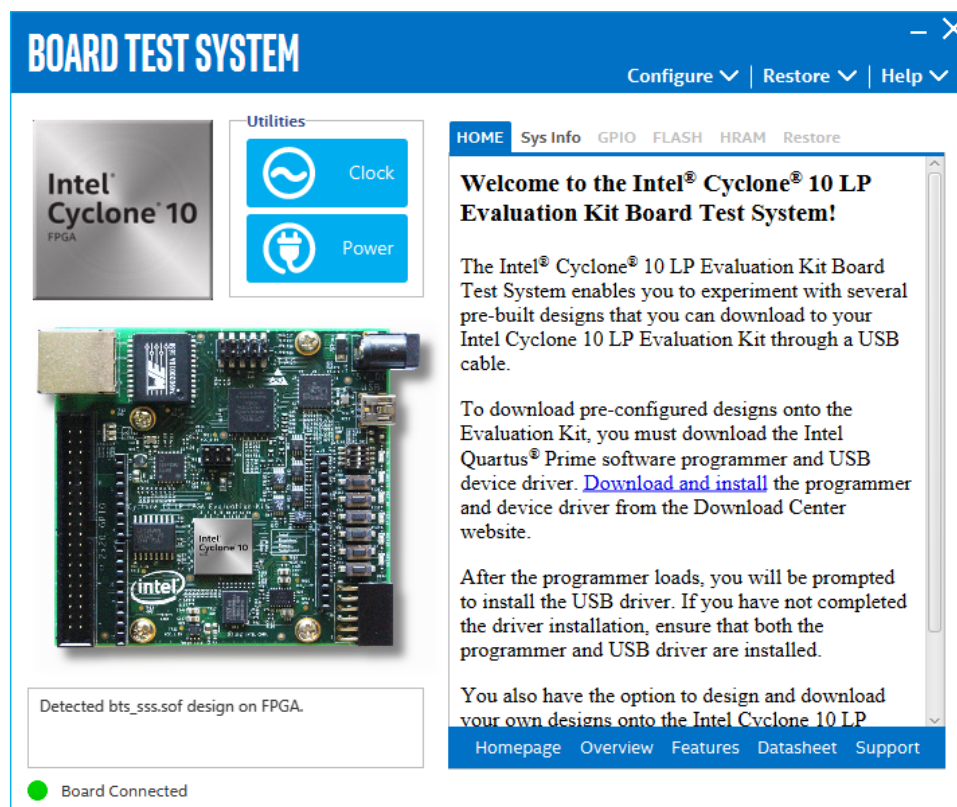 BOARD TEST SYSTEM
Configure
Restore
Help
Intel®
Cyclone® 10
FPGA
Utilities
Clock
Power
HOME
Sys Info
GPIO
FLASH
HRAM
Restore
Welcome to the Intel® Cyclone® 10 LP
Evaluation Kit Board Test System!
The Intel® Cyclone® 10 LP Evaluation Kit Board
Test System enables you to experiment with several
pre-built designs that you can download to your
Intel Cyclone 10 LP Evaluation Kit through a USB
cable.
To download pre-configured designs onto the
Evaluation Kit, you must download the Intel
Quartus® Prime software programmer and USB
device driver. Download and install the programmer
and device driver from the Download Center
website.
After the programmer loads, you will be prompted
to install the USB driver. If you have not completed
the driver installation, ensure that both the
programmer and USB driver are installed.
You also have the option to design and download
your own designs onto the Intel Cyclone 10 LP
WE
USB
2x20 GPIO
Intel
Cyclone 10
intel
Detected bts_sss.sof design on FPGA.
Homepage
Overview
Features
Datasheet
Support
Board Connected